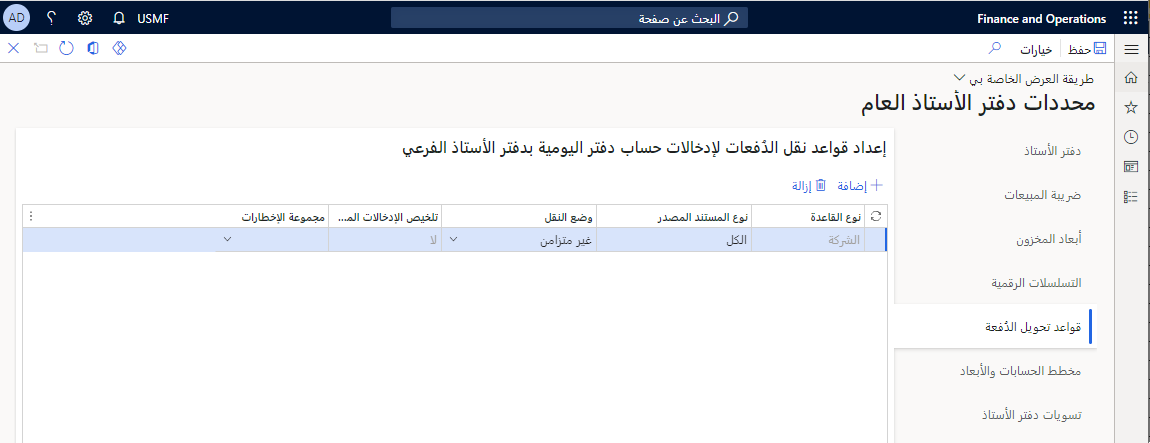 Finance and Operations
البحث عن صفحة
USMF
AD
حفظ
خيارات
طريقة العرض الخاصة بي
محددات دفتر الأستاذ العام
دفتر الأستاذ
ضريبة المبيعات
أبعاد المخزون
التسلسلات الرقمية
قواعد تحويل الدُفعة
مخطط الحسابات والأبعاد
تسويات دفتر الأستاذ
إعداد قواعد نقل الدُفعات لإدخالات حساب دفتر اليومية بدفتر الأستاذ الفرعي
إضافة إزالة
نوع القاعدة نوع المستند المصدر وضع النقل تلخيص الإدخالات الم... مجموعة الإخطارات
الشركة الكل غير متزامن لا